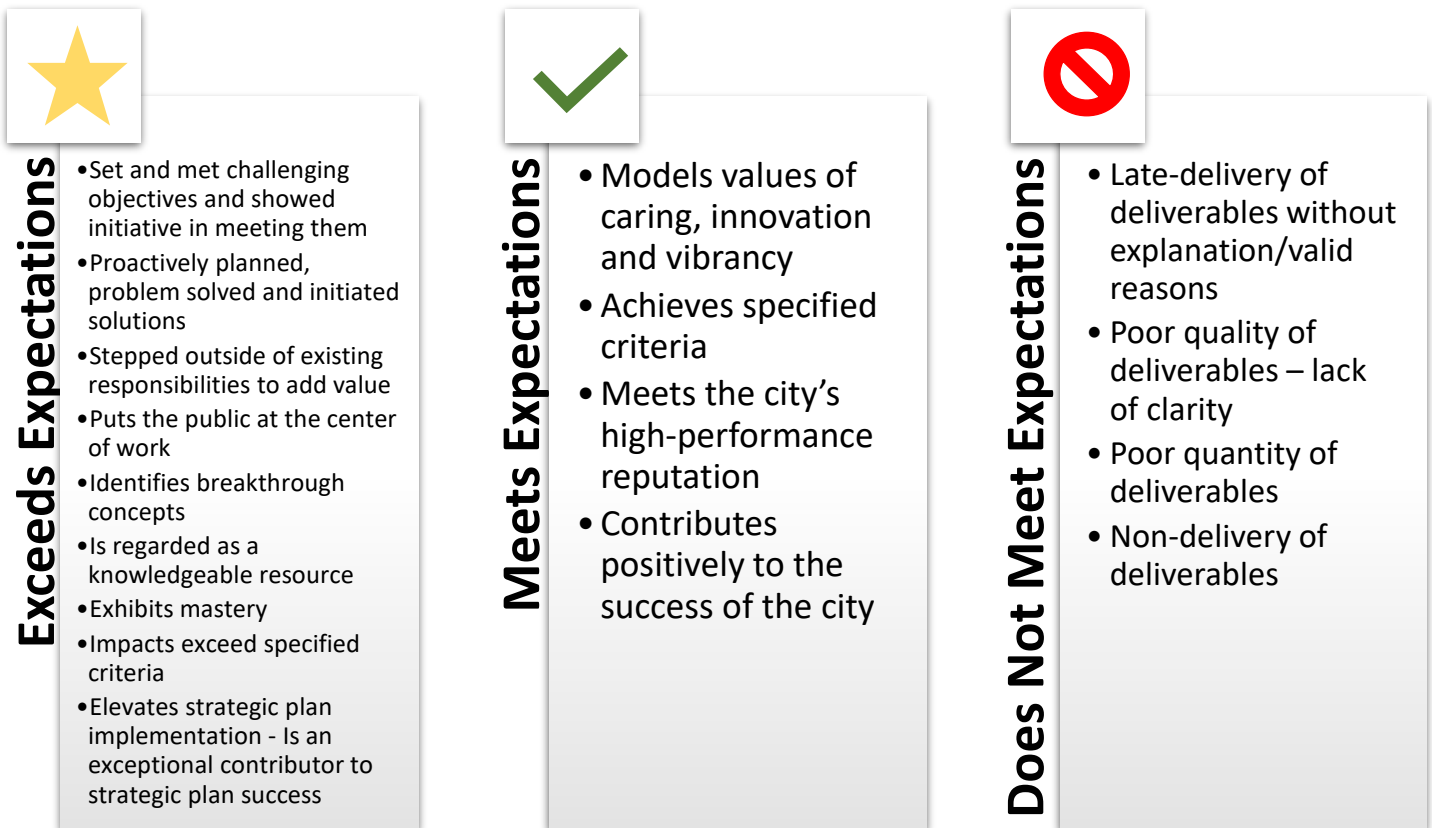 Exceeds Expectations
•Set and met challenging
objectives and showed
initiative in meeting them
•Proactively planned,
problem solved and initiated
solutions
•Stepped outside of existing
responsibilities to add value
•Puts the public at the center
of work
•Identifies breakthrough
concepts
•Is regarded as a
knowledgeable resource
•Exhibits mastery
•Impacts exceed specified
criteria
•Elevates strategic plan
implementation - Is an
exceptional contributor to
strategic plan success
Meets Expectations
• Models values of
caring, innovation
and vibrancy
• Achieves specified
criteria
• Meets the city’s
high-performance
reputation
• Contributes
positively to the
success of the city
Does Not Meet Expectations
• Late-delivery of
deliverables without
explanation/valid
reasons
• Poor quality of
deliverables – lack
of clarity
• Poor quantity of
deliverables
• Non-delivery of
deliverables